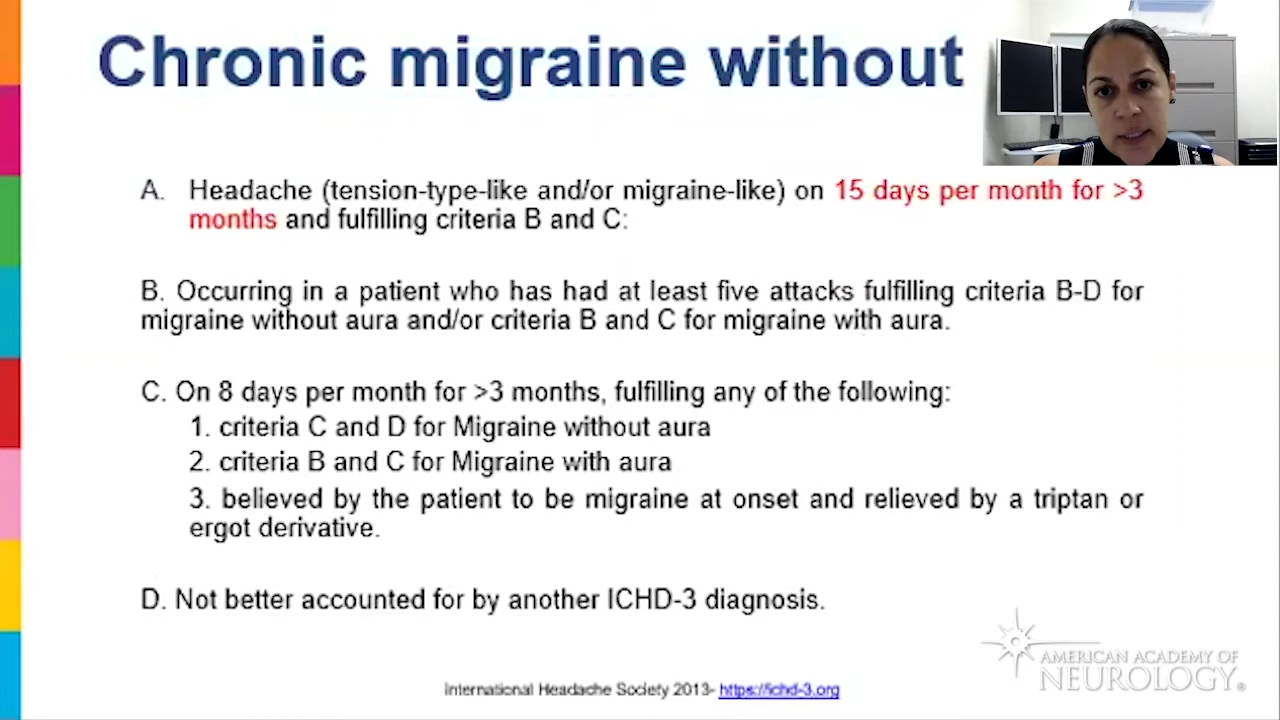 Chronic migraine without
A. Headache (tension-type-like and/or migraine-like) on 15 days per month for >3
months and fulfilling criteria B and C:
B. Occurring in a patient who has had at least five attacks fulfilling criteria B-D for
migraine without aura and/or criteria B and C for migraine with aura.
C. On 8 days per month for >3 months, fulfilling any of the following:
1. criteria C and D for Migraine without aura
2. criteria B and C for Migraine with aura
3. believed by the patient to be migraine at onset and relieved by a triptan or
ergot derivative.
D. Not better accounted for by another ICHD-3 diagnosis.
AMERICAN ACADEMY OF
NEUROLOGY®
International Headache Society 2013- https://ichd-3.org